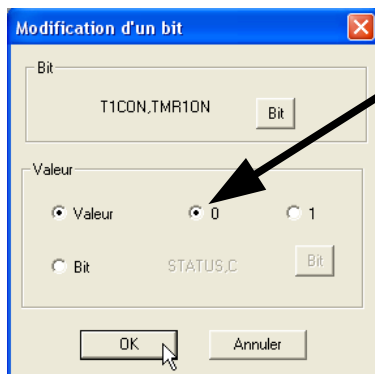 Modification d'un bit
Bit
T1CON,TMR1ON Bit
Valeur
Valeur 0 1
Bit STATUS,C Bit
OK Annuler